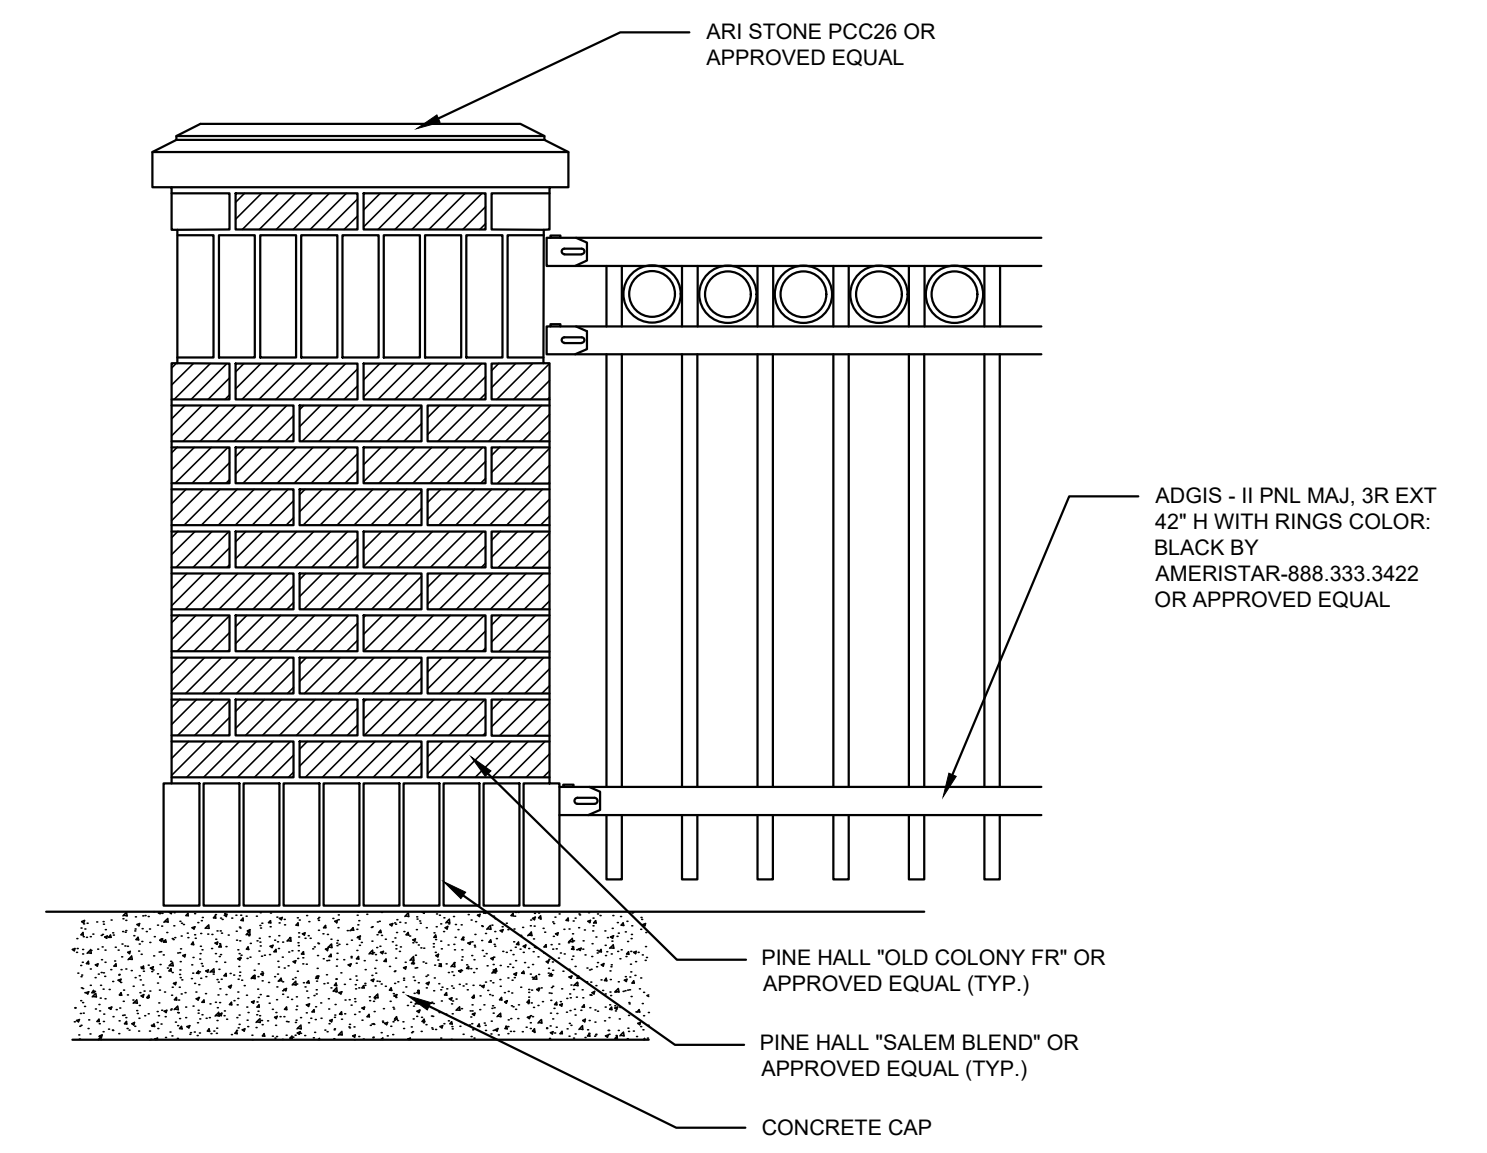 ARI STONE PCC26 OR
APPROVED EQUAL
ADGIS - II PNL MAJ, 3R EXT
42" H WITH RINGS COLOR:
BLACK BY
AMERISTAR-888.333.3422
OR APPROVED EQUAL
PINE HALL "OLD COLONY FR" OR
APPROVED EQUAL (TYP.)
PINE HALL "SALEM BLEND" OR
APPROVED EQUAL (TYP.)
CONCRETE CAP